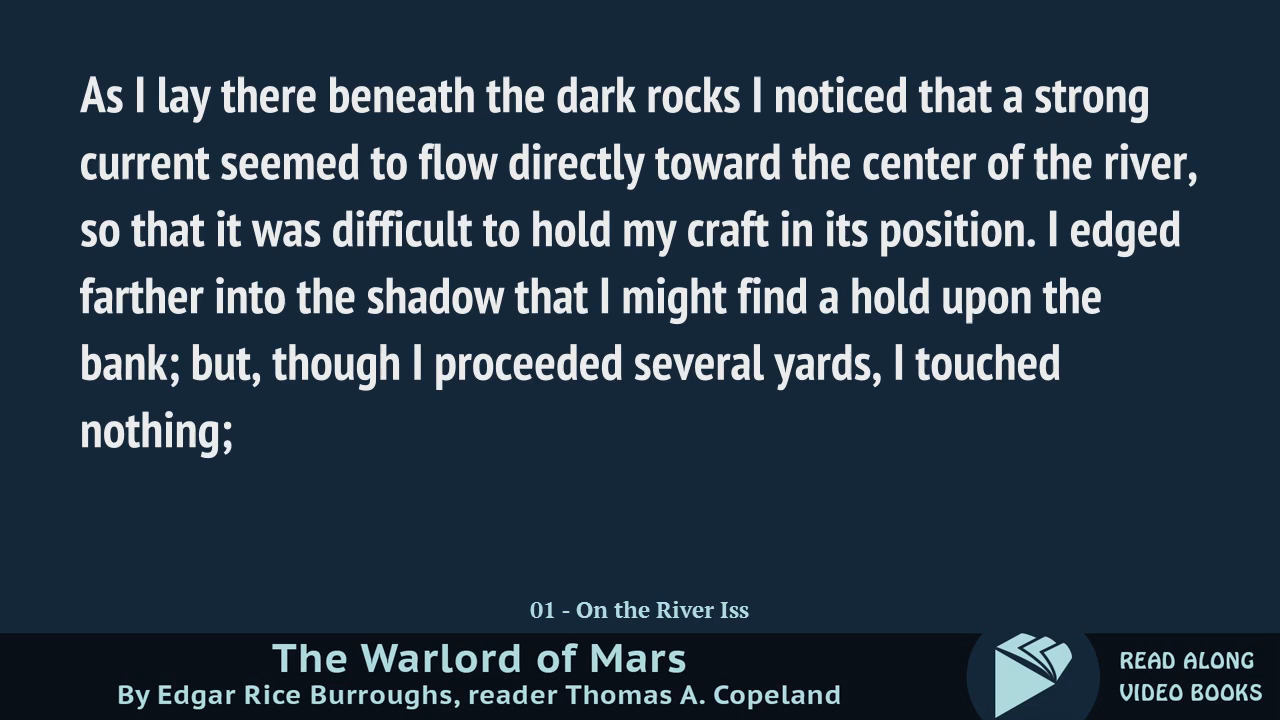 As I lay there beneath the dark rocks I noticed that a strong
current seemed to flow directly toward the center of the river,
so that it was difficult to hold my craft in its position. I edged
farther into the shadow that I might find a hold upon the
bank; but, though I proceeded several yards, I touched
nothing;
01 - On the River Iss
The Warlord of Mars
By Edgar Rice Burroughs, reader Thomas A. Copeland
READ ALONG
VIDEO BOOKS